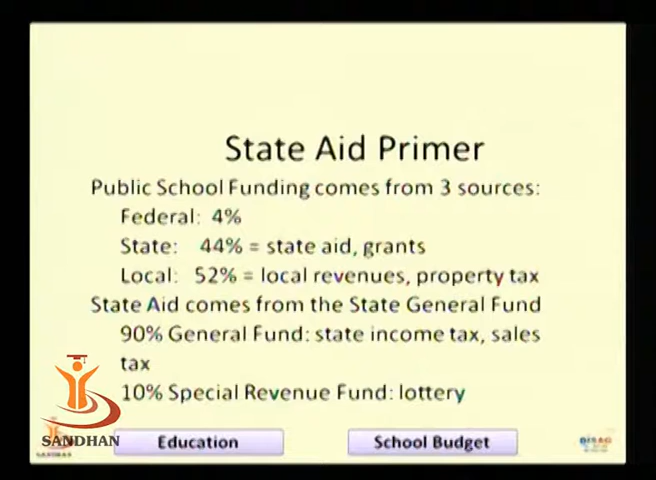 State Aid Primer
Public School Funding comes from 3 sources:
Federal: 4%
State: 44% = state aid, grants
Local: 52% = local revenues, property tax
State Aid comes from the State General Fund
90% General Fund: state income tax, sales
tax
10% Special Revenue Fund: lottery
SANDHAN
Education
School Budget